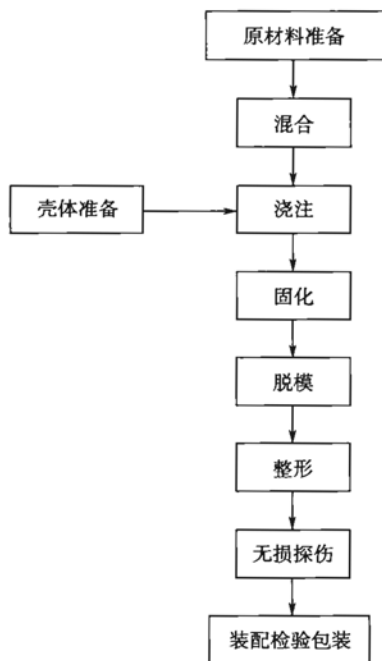 原材料准备
混合
壳体准备
浇注
固化
脱模
整形
无损探伤
装配检验包装